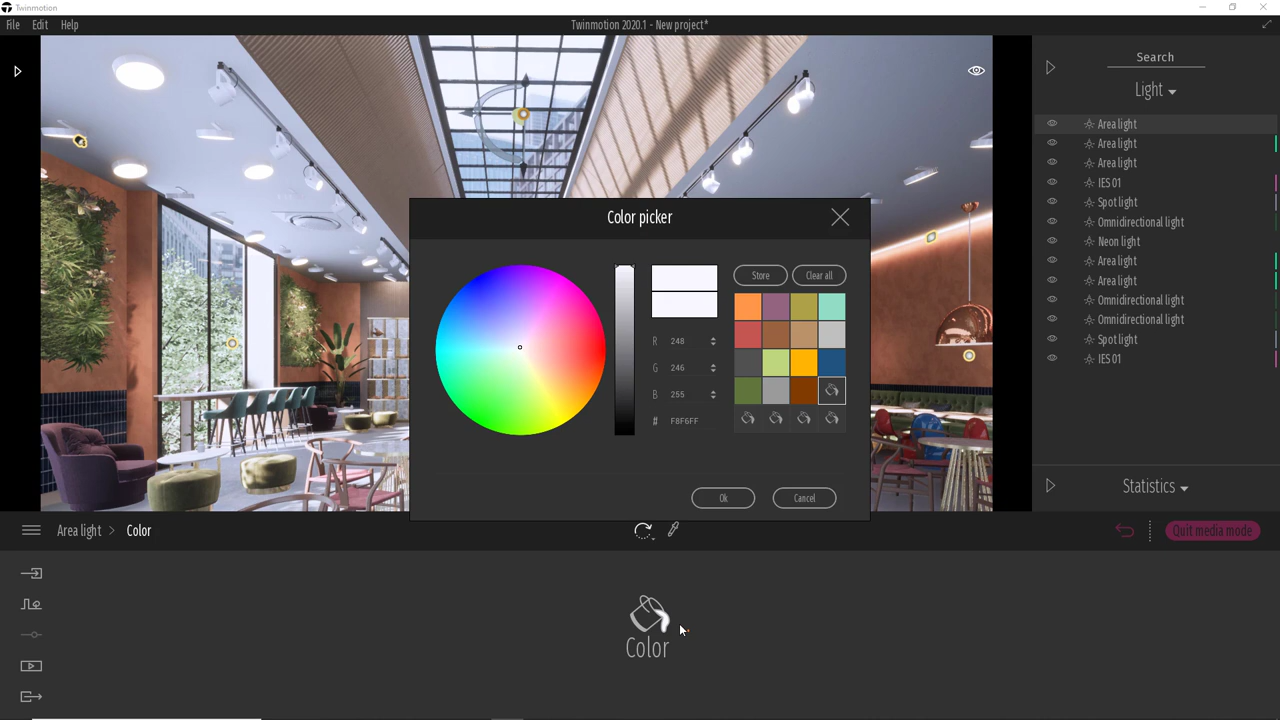 Twinmotion
File Edit Help
Twinmotion 2020.1 - New project*
Search
Light
Area light
Area light
Area light
IES 01
Spot light
Omnidirectional light
Neon light
Area light
Area light
Omnidirectional light
Omnidirectional light
Spot light
IES 01
Statistics
Color picker
Store
Clear all
R 248
G 246
B 255
# F8F6FF
Ok
Cancel
Area light > Color
Quit media mode
Color